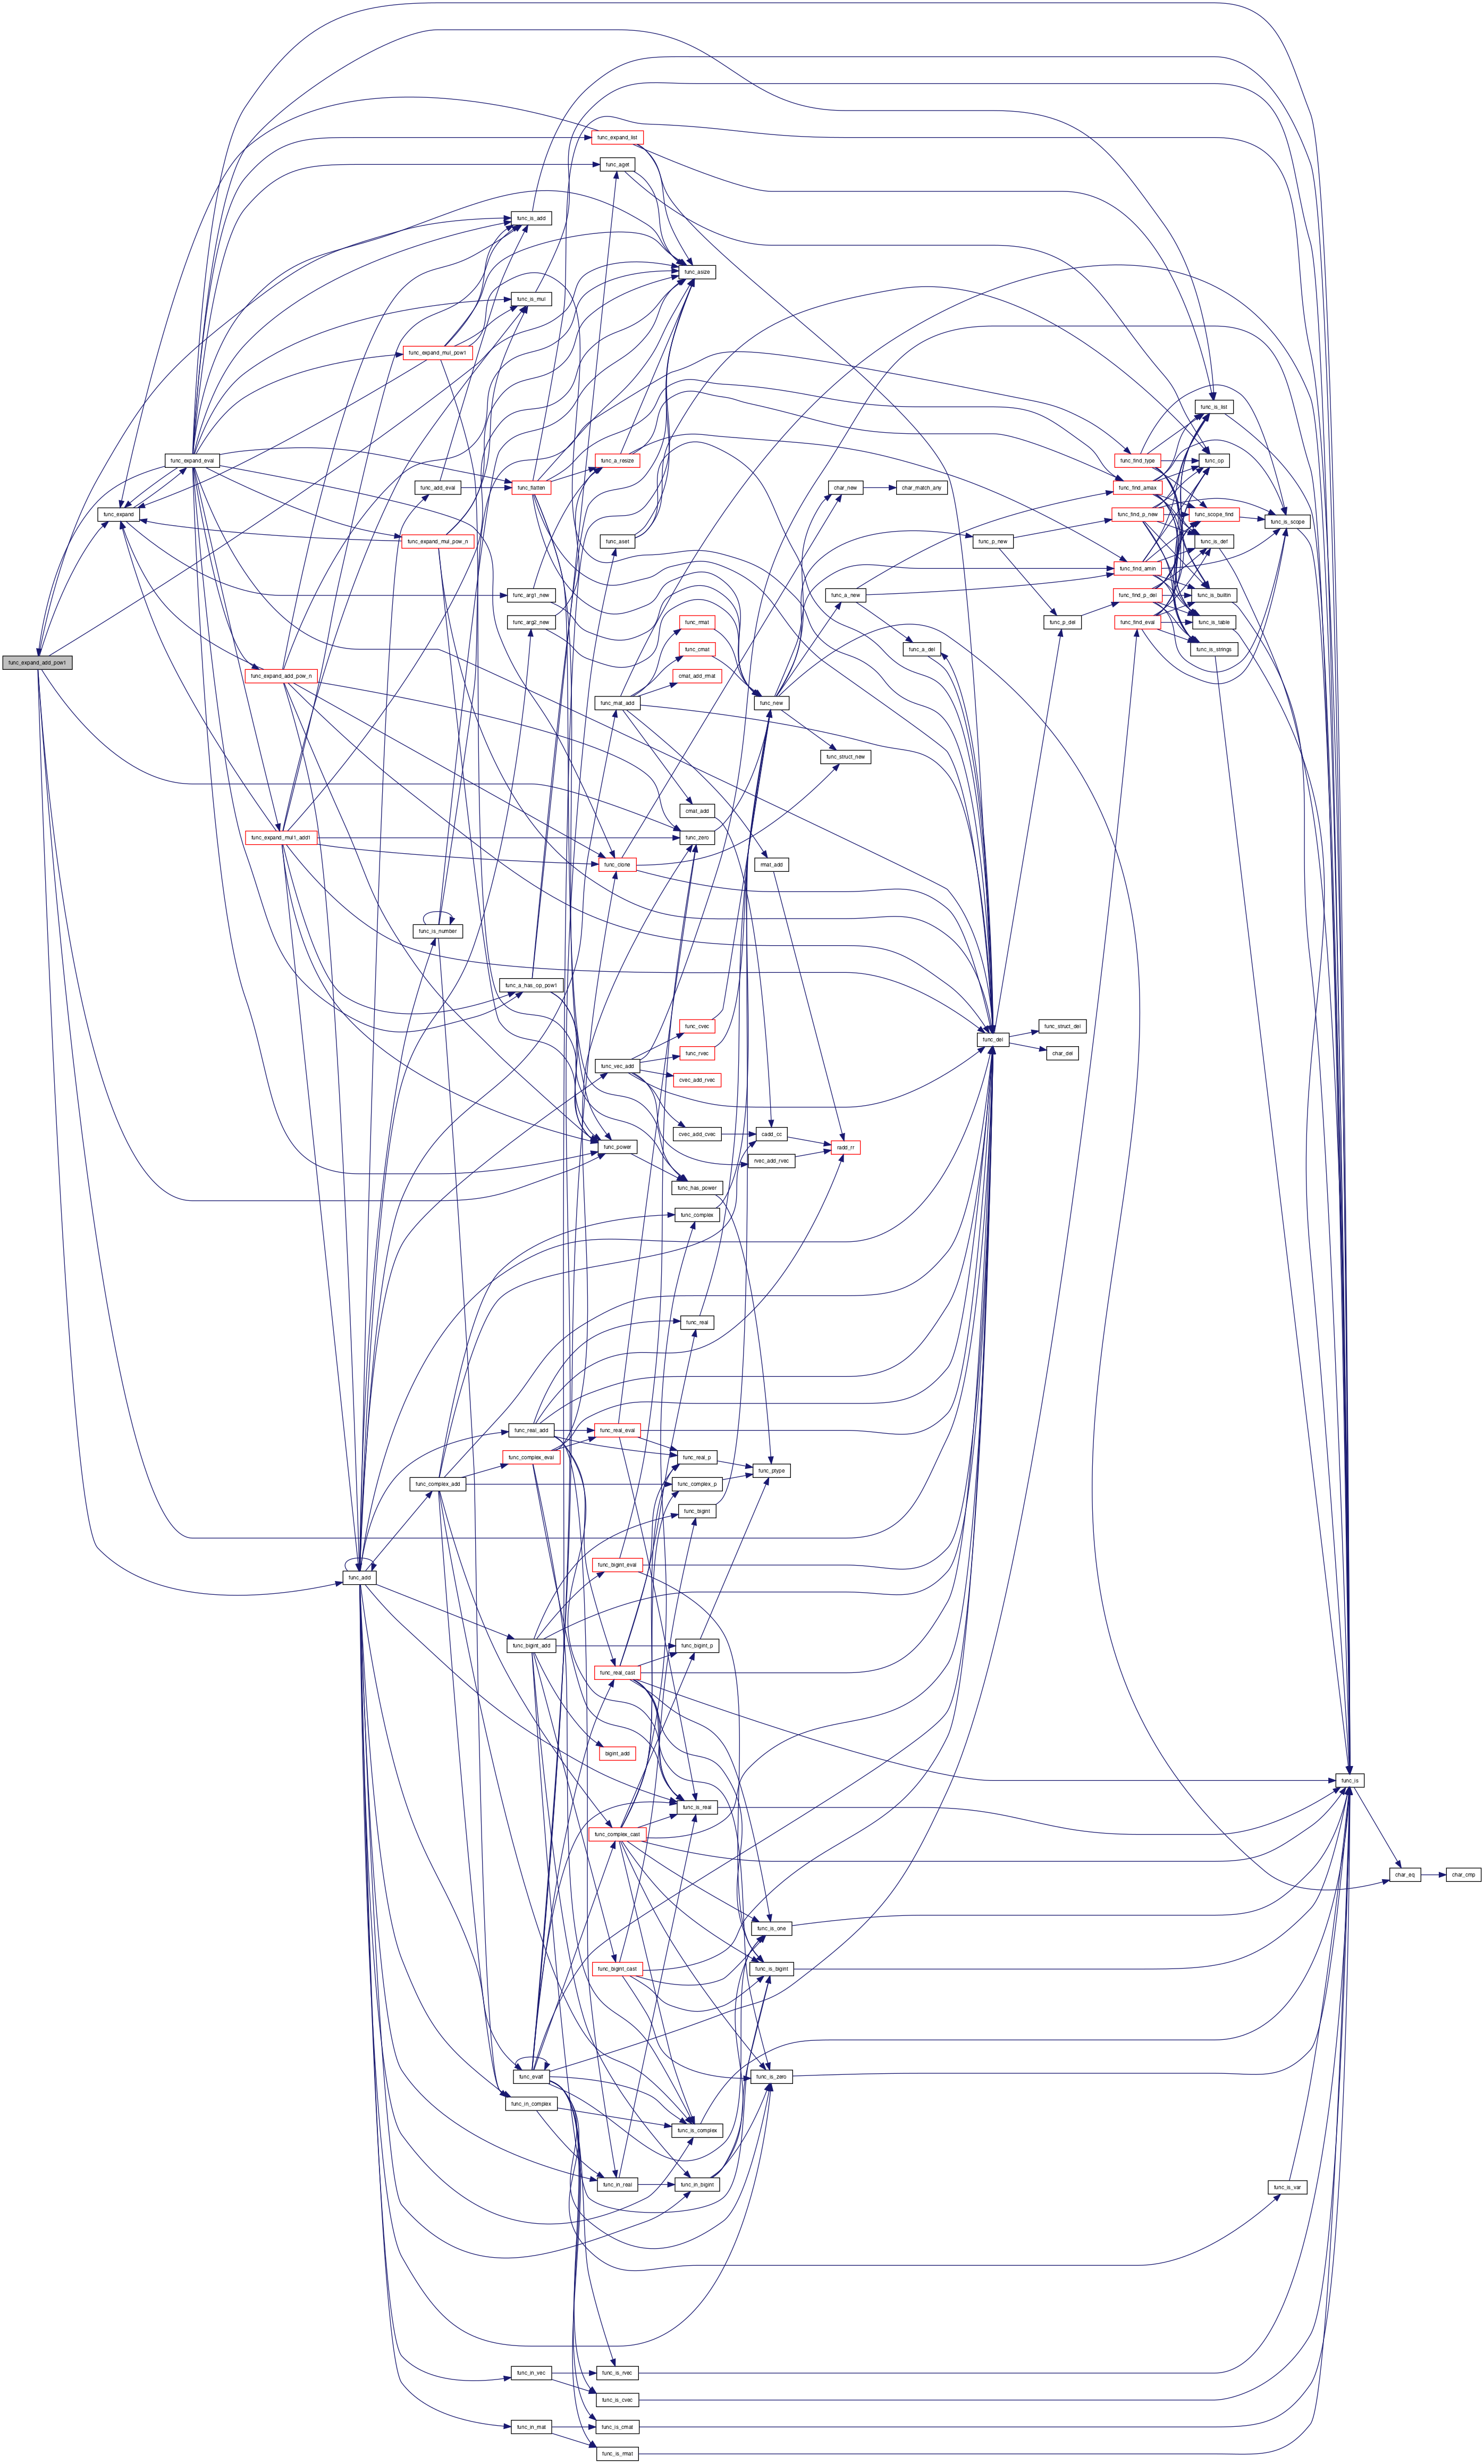 func_expand_list
func_aget
func_is_add
func_asize
func_is_mul
func_expand_mul_pow1
func_is_list
func_expand_eval
func_find_type
func_op
func_a_resize
func_add_eval
func_flatten
char_new
char_match_any
func_find_amax
func_expand
func_find_p_new
func_scope_find
func_is_scope
func_expand_mul_pow_n
func_aset
func_p_new
func_is_def
func_find_amin
func_arg1_new
func_a_new
func_find_p_del
func_is_builtin
func_arg2_new
func_rmat
func_p_del
func_find_eval
func_is_table
func_cmat
func_a_del
func_is_strings
func_expand_add_pow1
func_expand_add_pow_n
cmat_add_rmat
func_mat_add
func_new
func_struct_new
cmat_add
func_expand_mul1_add1
func_zero
func_clone
rmat_add
func_is_number
func_a_has_op_pow1
func_cvec
func_struct_del
func_rvec
func_del
char_del
func_vec_add
cvec_add_rvec
cvec_add_cvec
cadd_cc
func_power
radd_rr
rvec_add_rvec
func_has_power
func_complex
func_real
func_real_add
func_real_eval
func_complex_eval
func_real_p
func_ptype
func_complex_add
func_complex_p
func_bigint
func_bigint_eval
func_add
func_bigint_add
func_bigint_p
func_real_cast
bigint_add
func_is
func_is_real
func_complex_cast
char_eq
char_cmp
func_is_one
func_bigint_cast
func_is_bigint
func_evalf
func_is_zero
func_in_complex
func_is_complex
func_in_real
func_in_bigint
func_is_var
func_in_vec
func_is_rvec
func_is_cvec
func_in_mat
func_is_cmat
func_is_rmat